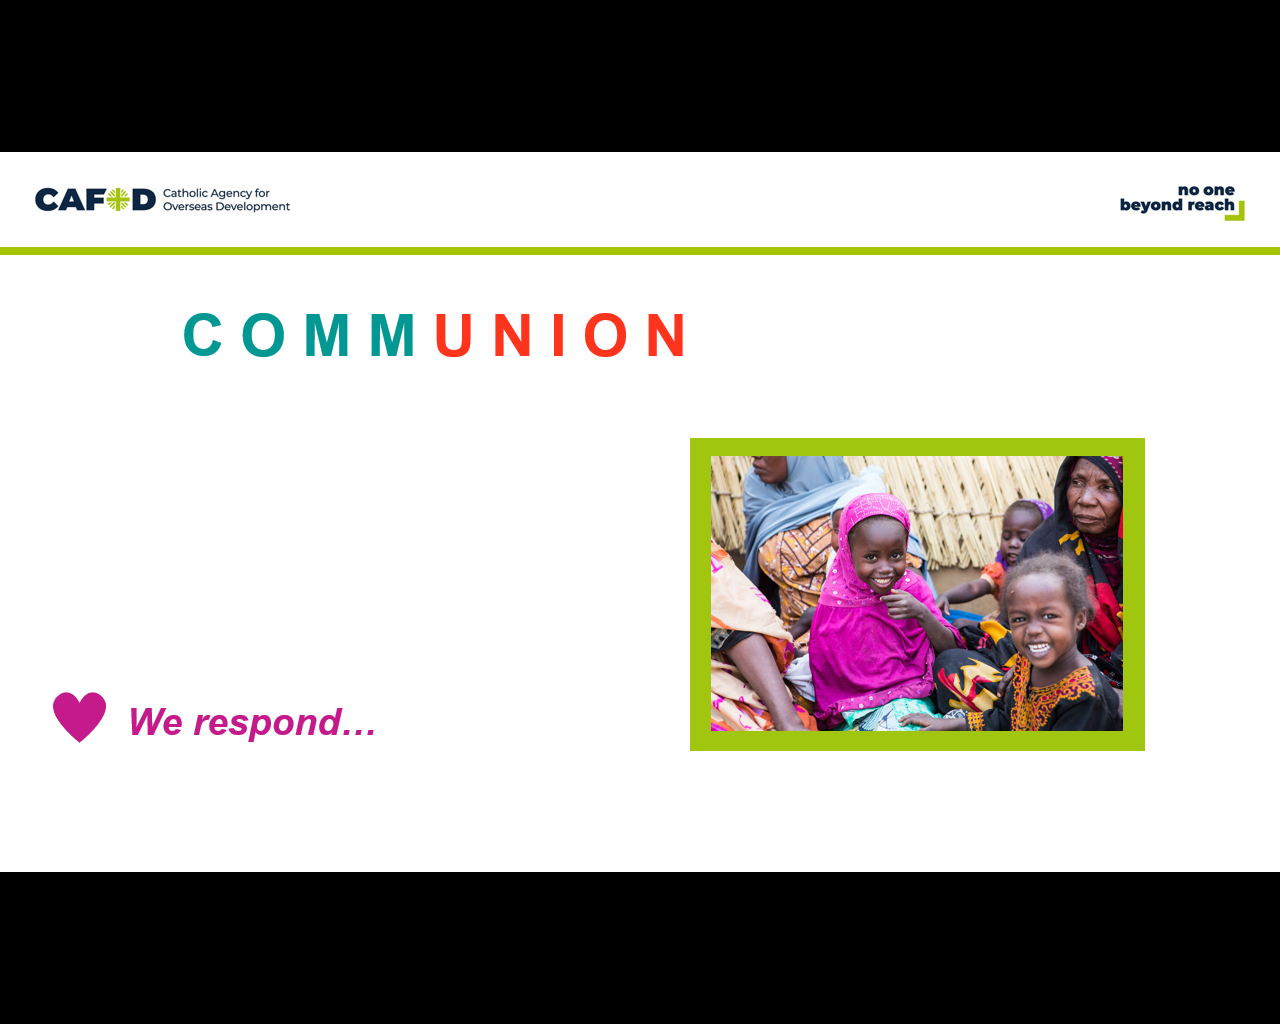 CAFOD Catholic Agency for
Overseas Development
no one
beyond reach
COMMUNION
We respond...